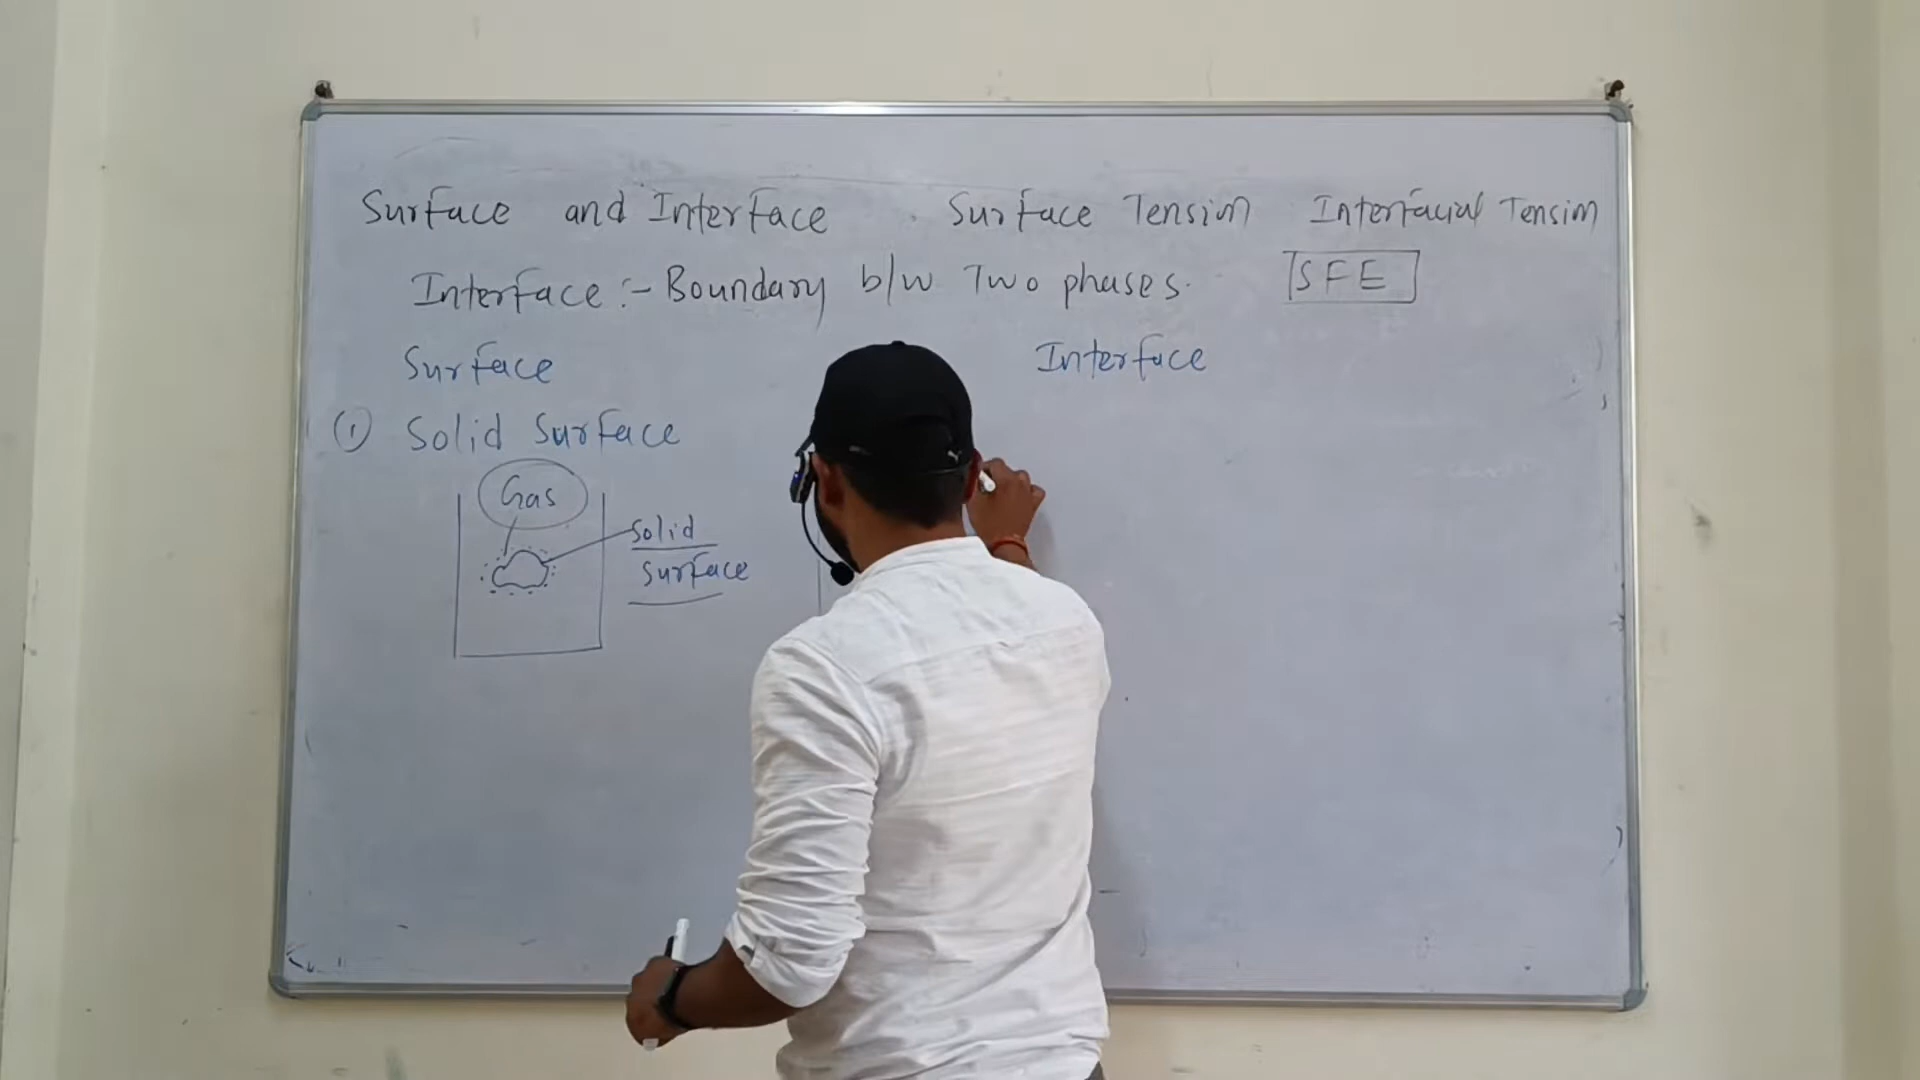 Surface and Interface Surface Tension Interfacial Tension
Interface :- Boundary b/w Two phases.
SFE
Surface
Interface
① Solid Surface
Gas
Solid
Surface